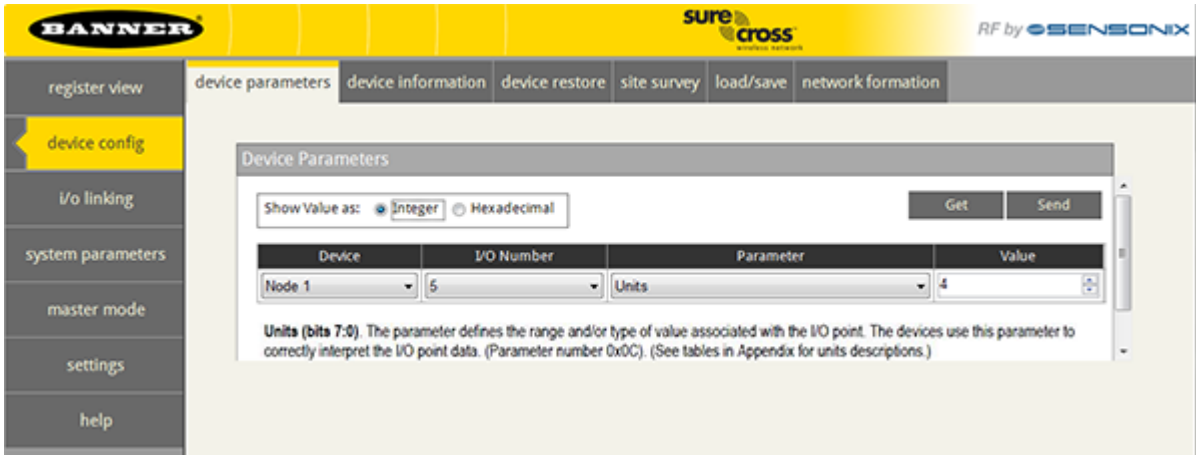 BANNER
sure cross
wireless network
RF by SENSONIX
register view
device config
i/o linking
system parameters
master mode
settings
help
device parameters device information device restore site survey load/save network formation
Device Parameters
Show Value as: Integer Hexadecimal
Get Send
Device I/O Number Parameter Value
Node 1 5 Units 4
Units (bits 7:0). The parameter defines the range and/or type of value associated with the I/O point. The devices use this parameter to
correctly interpret the I/O point data. (Parameter number 0x0C). (See tables in Appendix for units descriptions.)